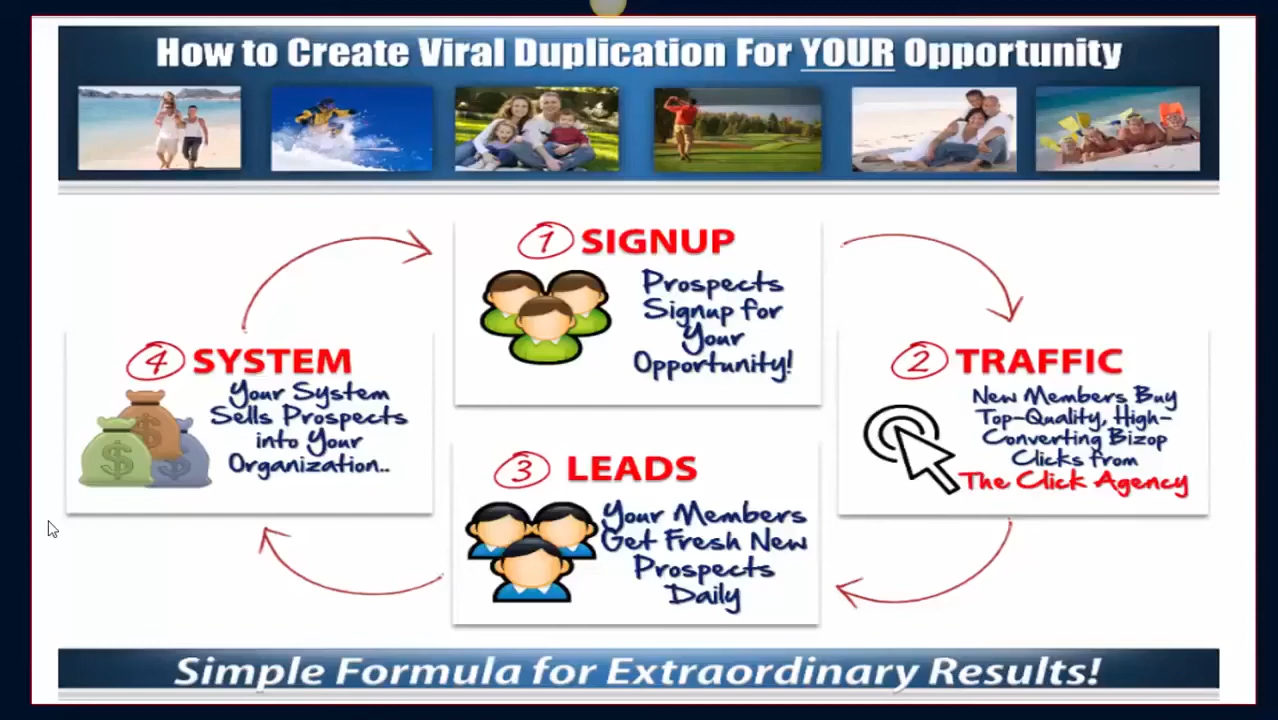 How to Create Viral Duplication For YOUR Opportunity
1 SIGNUP
Prospects
Signup for
Your
Opportunity!
2 TRAFFIC
New Members Buy
Top-Quality, High-
Converting Bizop
Clicks from
The Click Agency
3 LEADS
Your Members
Get Fresh New
Prospects
Daily
4 SYSTEM
Your System
Sells Prospects
into Your
Organization..
Simple Formula for Extraordinary Results!